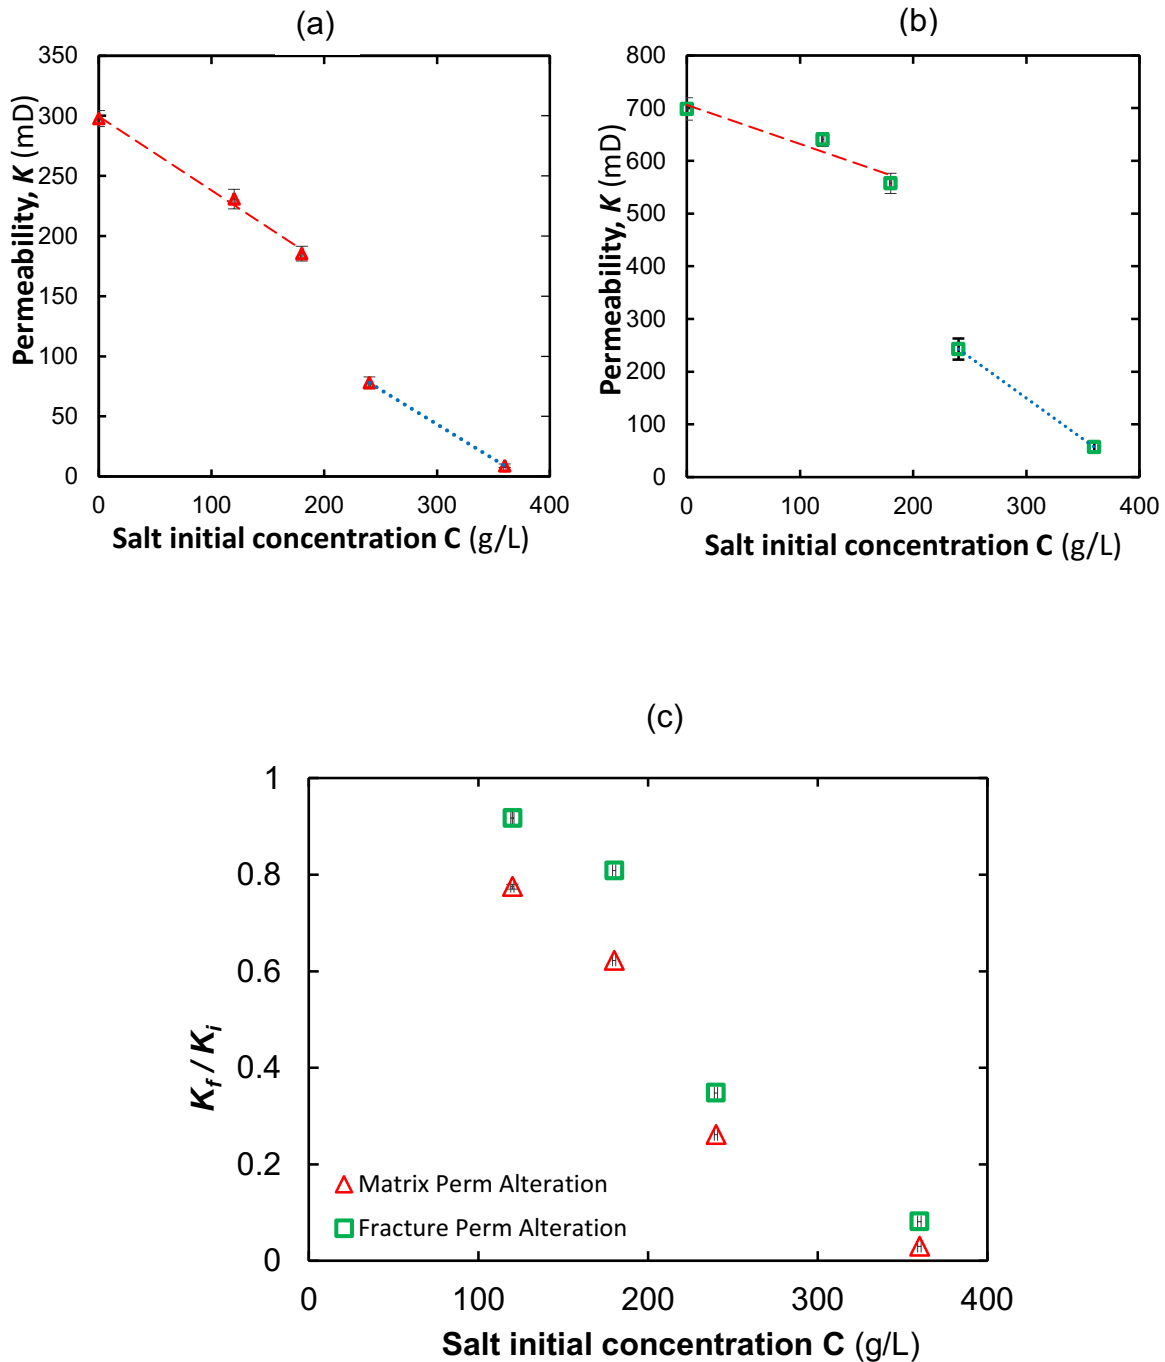 (a)
350
300
250
200
150
100
50
0
0 100 200 300 400
Permeability, K (mD)
Salt initial concentration C (g/L)
(b)
800
700
600
500
400
300
200
100
0
0 100 200 300 400
Permeability, K (mD)
Salt initial concentration C (g/L)
(c)
1
0.8
0.6
0.4
0.2
0
0 100 200 300 400
Kf / Ki
Matrix Perm Alteration
Fracture Perm Alteration
Salt initial concentration C (g/L)